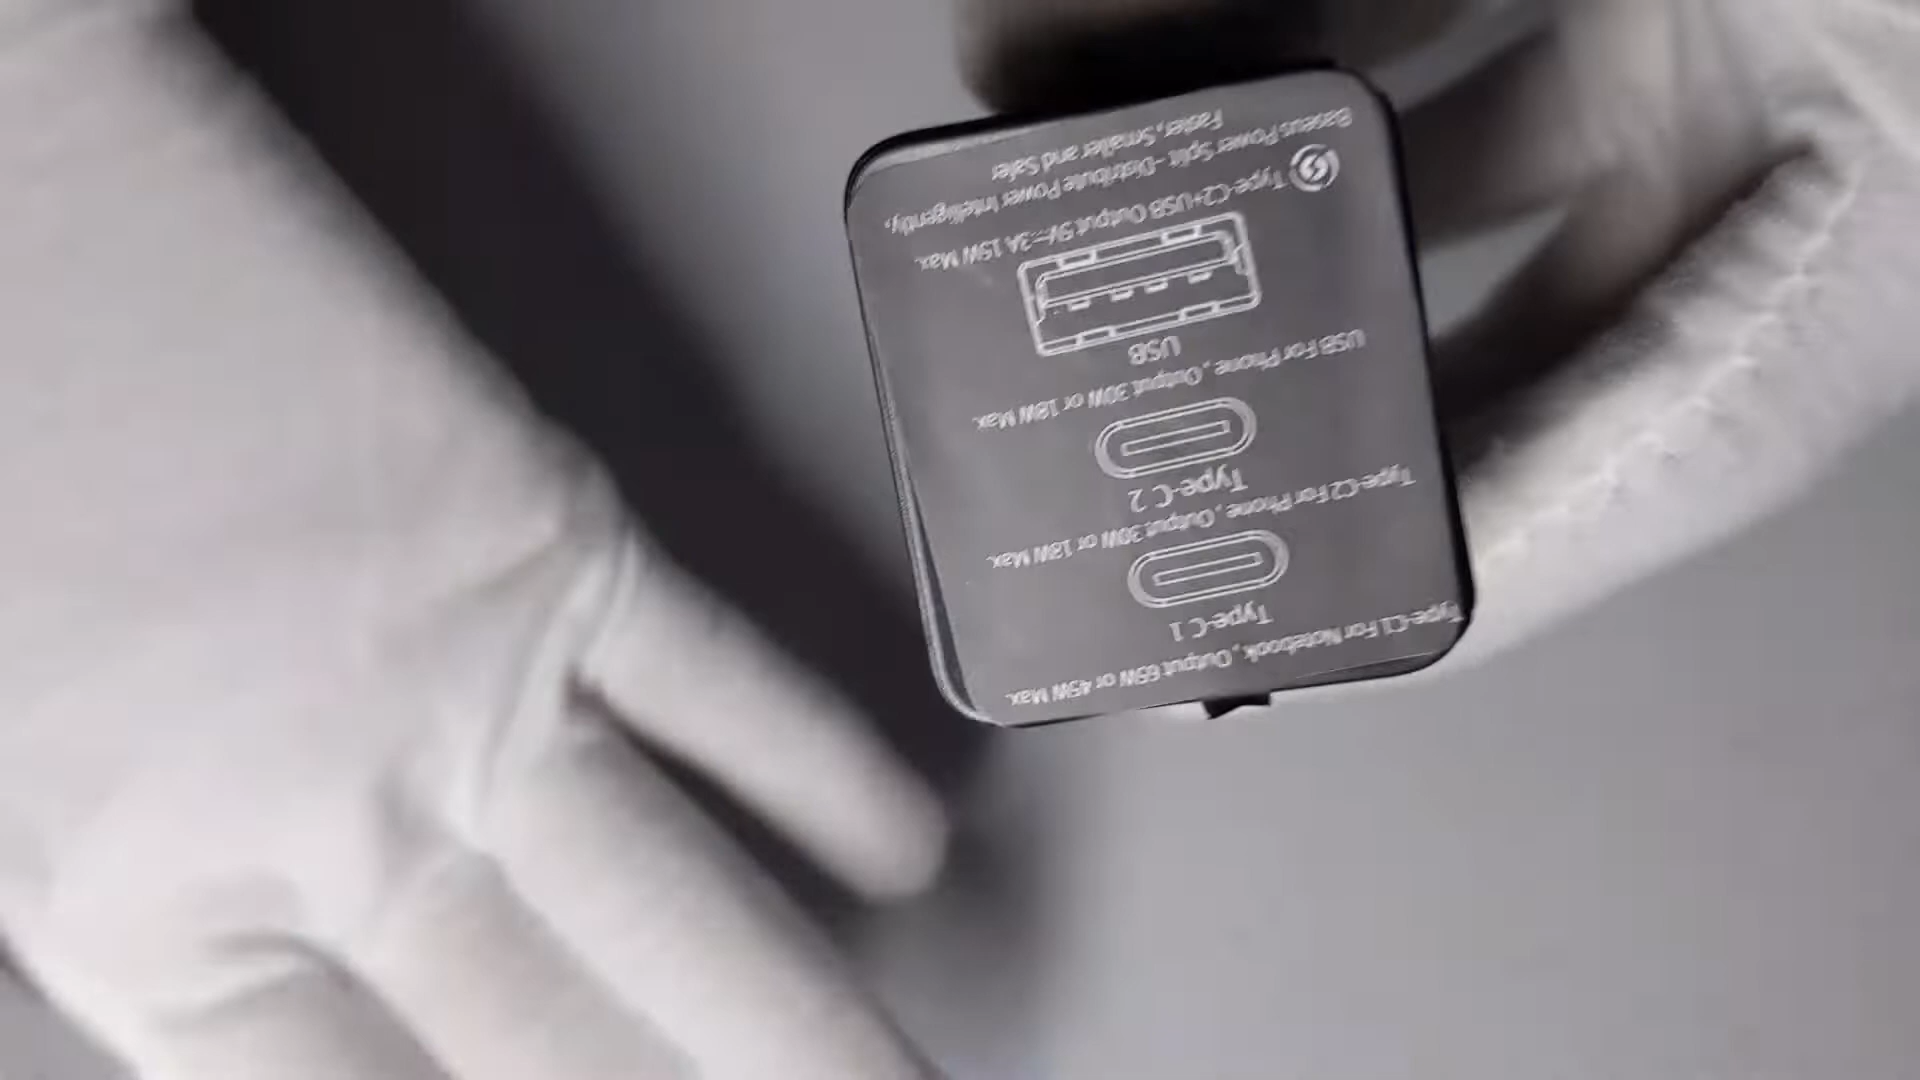 Type-C1 For Notebook, Output 65W or 45W Max.
Type-C 1
Type-C2 For Phone, Output 30W or 18W Max.
Type-C 2
USB For Phone, Output 30W or 18W Max.
USB
Type-C2+USB Output 5V⎓3A 15W Max.
Baseus Power Split - Distribute Power Intelligently,
Faster, Smaller and Safer